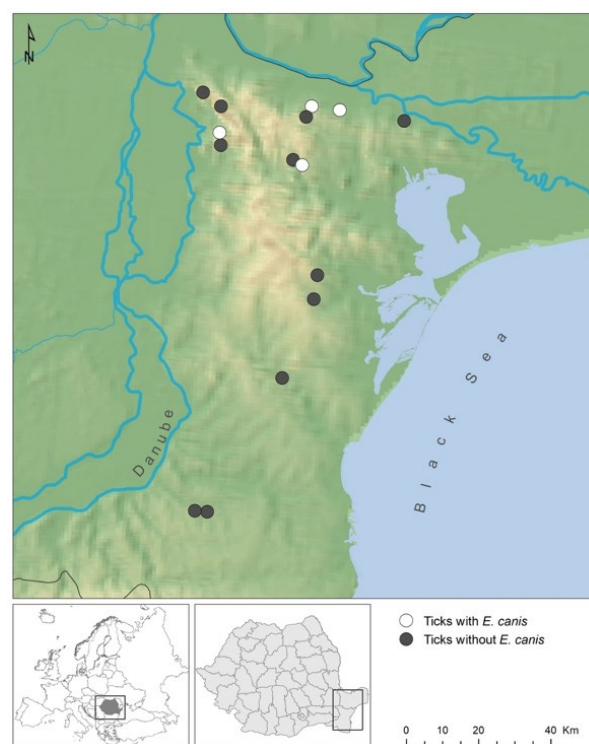 N
Danube
Black Sea
Ticks with E. canis
Ticks without E. canis
0 10 20 40 Km